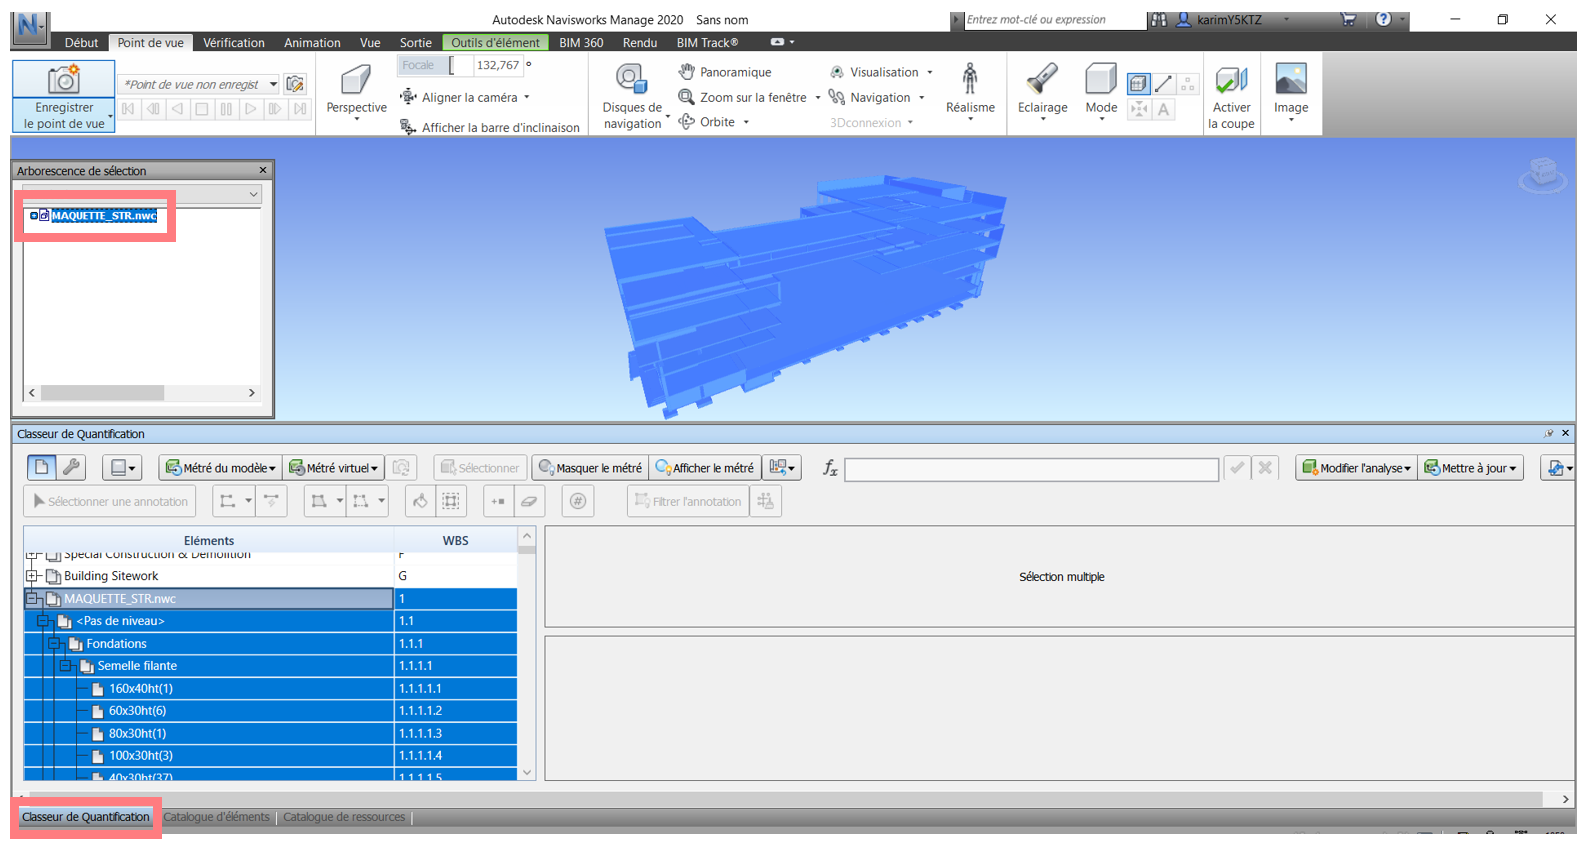 Autodesk Navisworks Manage 2020 Sans nom
Entrez mot-clé ou expression
karimY5KTZ
Début Point de vue Vérification Animation Vue Sortie Outils d'élément BIM 360 Rendu BIM Track®
Enregistrer
le point de vue
*Point de vue non enregist
Perspective
Focale 132,767 °
Aligner la caméra
Afficher la barre d'inclinaison
Disques de
navigation
Panoramique
Zoom sur la fenêtre
Orbite
Visualisation
Navigation
3Dconnexion
Réalisme
Eclairage
Mode
A
Activer
la coupe
Image
Arborescence de sélection
MAQUETTE_STR.nwc
Classeur de Quantification
Métré du modèle Métré virtuel Sélectionner Masquer le métré Afficher le métré fx Modifier l'analyse Mettre à jour
Sélectionner une annotation # Filtrer l'annotation
Eléments WBS
Special Construction & Demolition F
Building Sitework G
MAQUETTE_STR.nwc 1
<Pas de niveau> 1.1
Fondations 1.1.1
Semelle filante 1.1.1.1
160x40ht(1) 1.1.1.1.1
60x30ht(6) 1.1.1.1.2
80x30ht(1) 1.1.1.1.3
100x30ht(3) 1.1.1.1.4
40x30ht(37) 1.1.1.1.5
Sélection multiple
Classeur de Quantification Catalogue d'éléments Catalogue de ressources